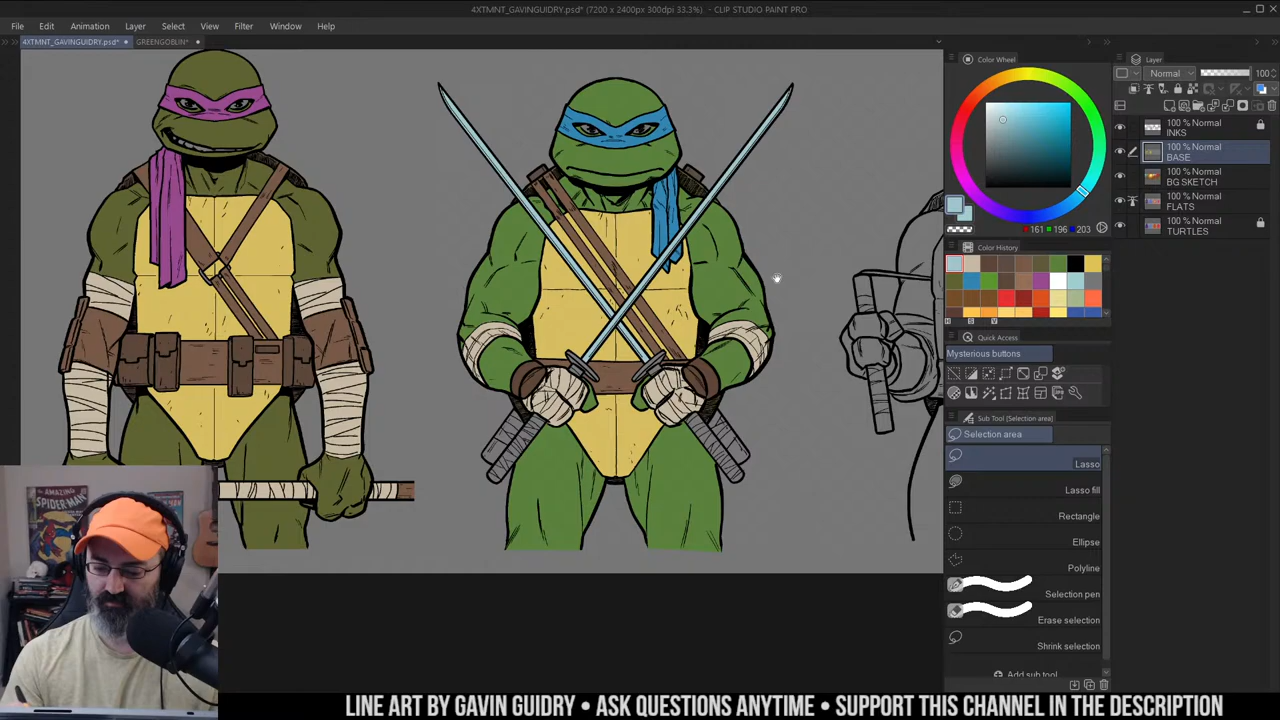 4XTMNT_GAVINGUIDRY.psd* (7200 x 2400px 300dpi 33.3%) - CLIP STUDIO PAINT PRO
File Edit Animation Layer Select View Filter Window Help
4XTMNT_GAVINGUIDRY.psd* GREENGOBLIN*
Color Wheel
161 196 203
Color History
H S V
Quick Access
Mysterious buttons
Sub Tool [Selection area]
Selection area
Lasso
Lasso fill
Rectangle
Ellipse
Polyline
Selection pen
Erase selection
Shrink selection
Add sub tool
Layer
Normal 100
100 % Normal
INKS
100 % Normal
BASE
100 % Normal
BG SKETCH
100 % Normal
FLATS
100 % Normal
TURTLES
THE AMAZING
SPIDER-MAN
LINE ART BY GAVIN GUIDRY • ASK QUESTIONS ANYTIME • SUPPORT THIS CHANNEL IN THE DESCRIPTION